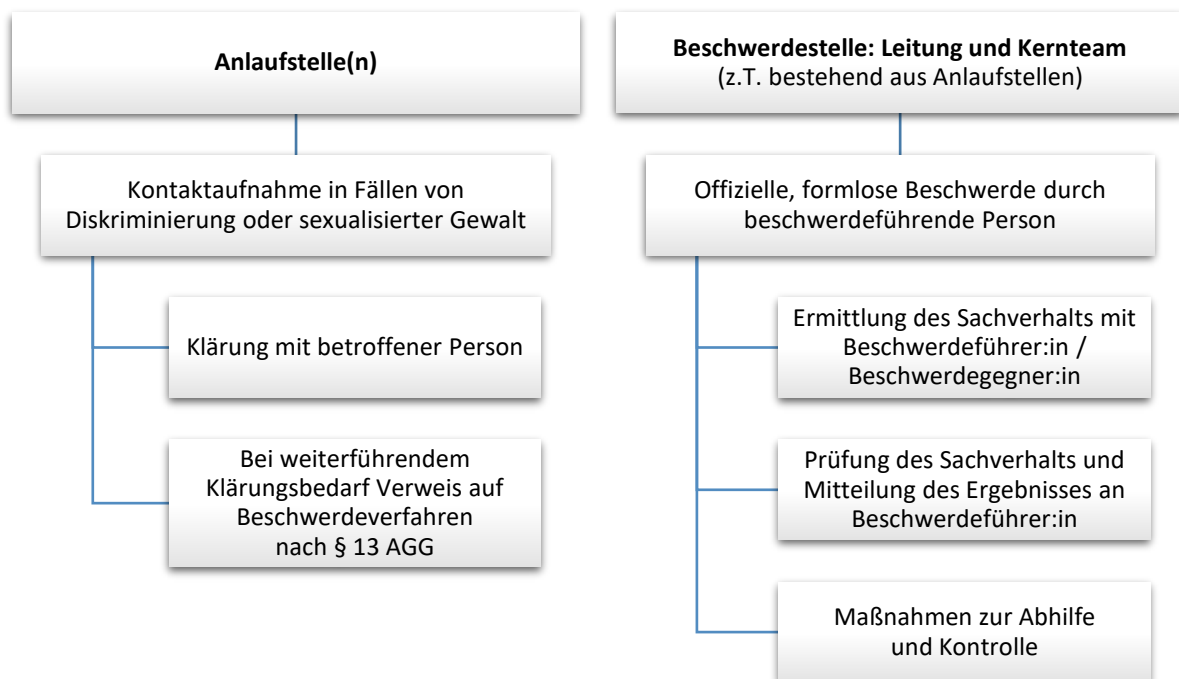 Anlaufstelle(n)
Kontaktaufnahme in Fällen von
Diskriminierung oder sexualisierter Gewalt
Klärung mit betroffener Person
Bei weiterführendem
Klärungsbedarf Verweis auf
Beschwerdeverfahren
nach § 13 AGG
Beschwerdestelle: Leitung und Kernteam
(z.T. bestehend aus Anlaufstellen)
Offizielle, formlose Beschwerde durch
beschwerdeführende Person
Ermittlung des Sachverhalts mit
Beschwerdeführer:in /
Beschwerdegegner:in
Prüfung des Sachverhalts und
Mitteilung des Ergebnisses an
Beschwerdeführer:in
Maßnahmen zur Abhilfe
und Kontrolle